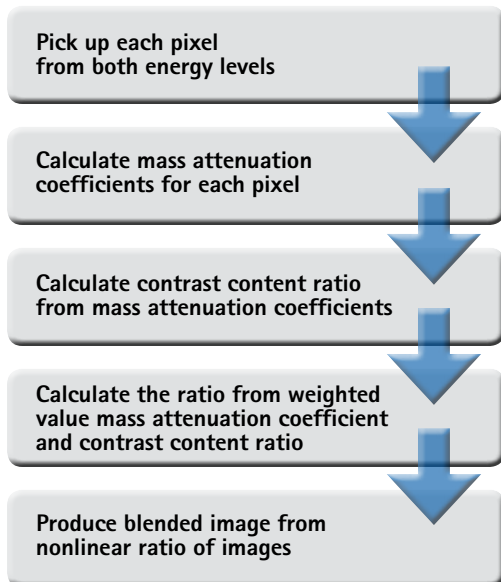 Pick up each pixel
from both energy levels
Calculate mass attenuation
coefficients for each pixel
Calculate contrast content ratio
from mass attenuation coefficients
Calculate the ratio from weighted
value mass attenuation coefficient
and contrast content ratio
Produce blended image from
nonlinear ratio of images